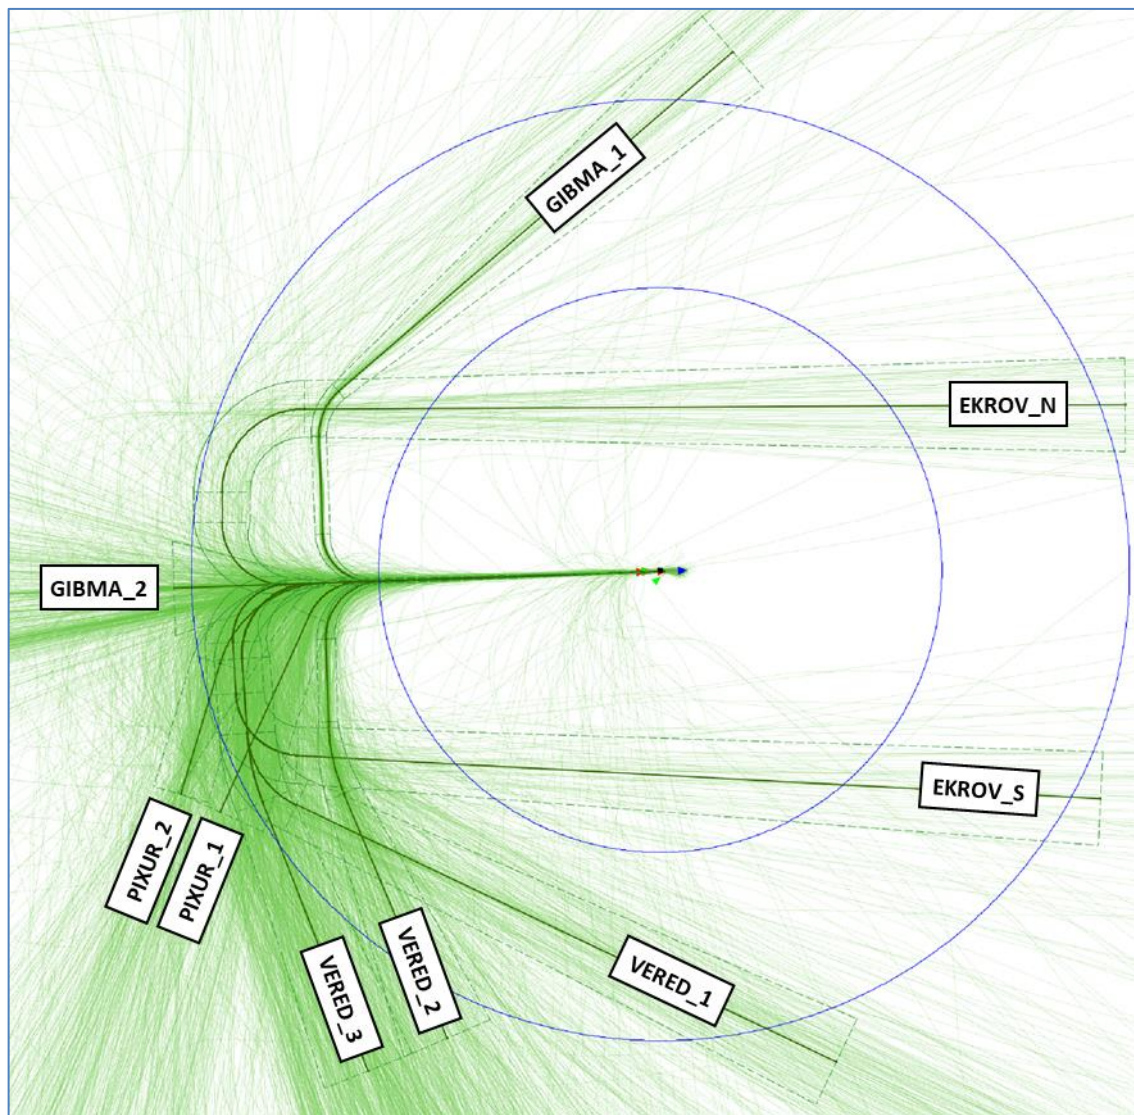 GIBMA_1
EKROV_N
GIBMA_2
EKROV_S
PIXUR_2
PIXUR_1
VERED_3
VERED_2
VERED_1